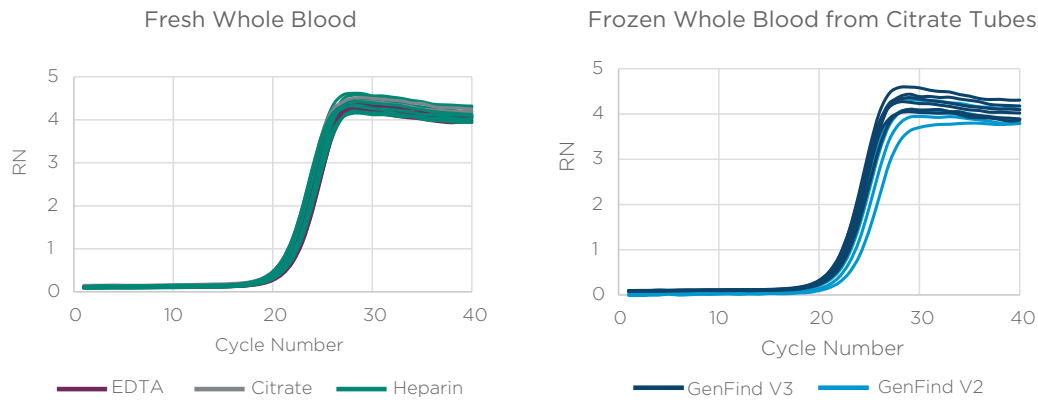 Fresh Whole Blood
RN
5
4
3
2
1
0
0 10 20 30 40
Cycle Number
EDTA Citrate Heparin
Frozen Whole Blood from Citrate Tubes
RN
5
4
3
2
1
0
0 10 20 30 40
Cycle Number
GenFind V3 GenFind V2